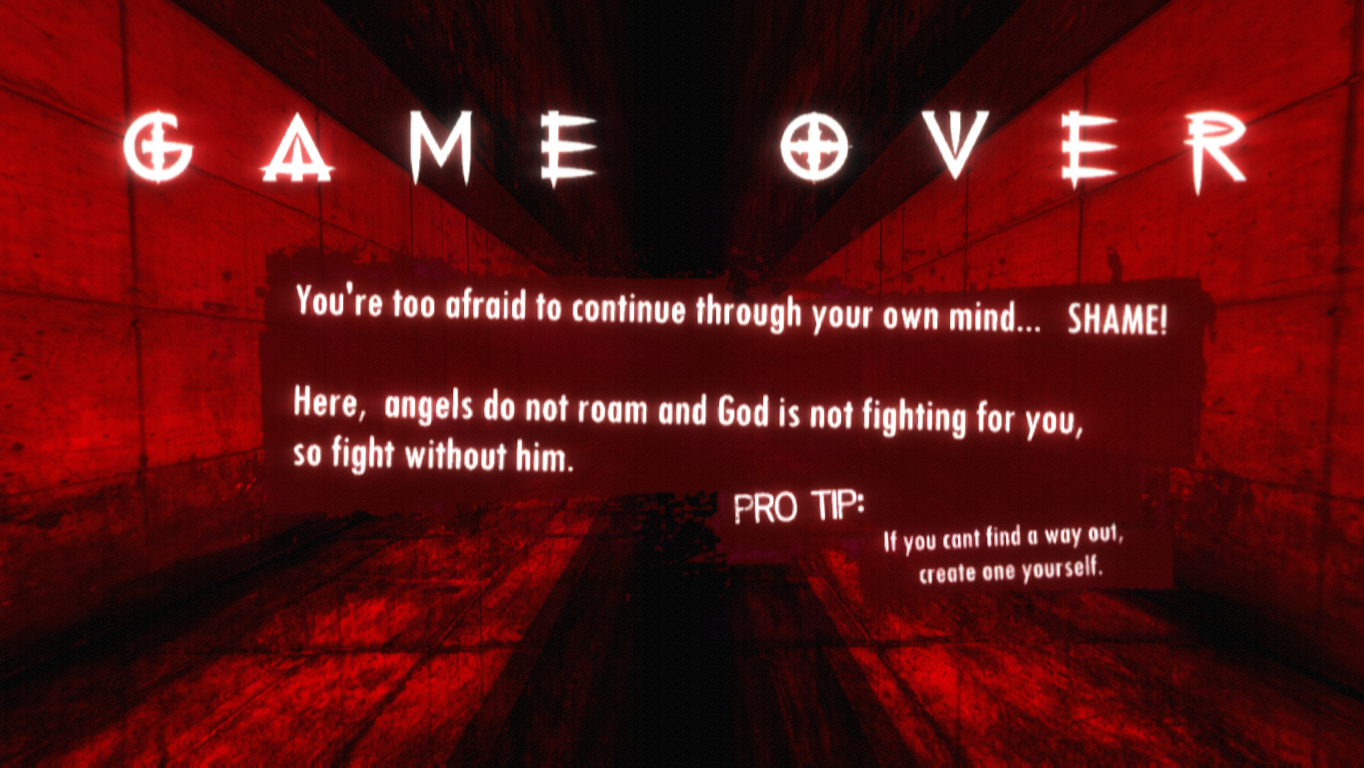 GAME OVER
You're too afraid to continue through your own mind... SHAME!
Here, angels do not roam and God is not fighting for you,
so fight without him.
PRO TIP:
If you cant find a way out,
create one yourself.